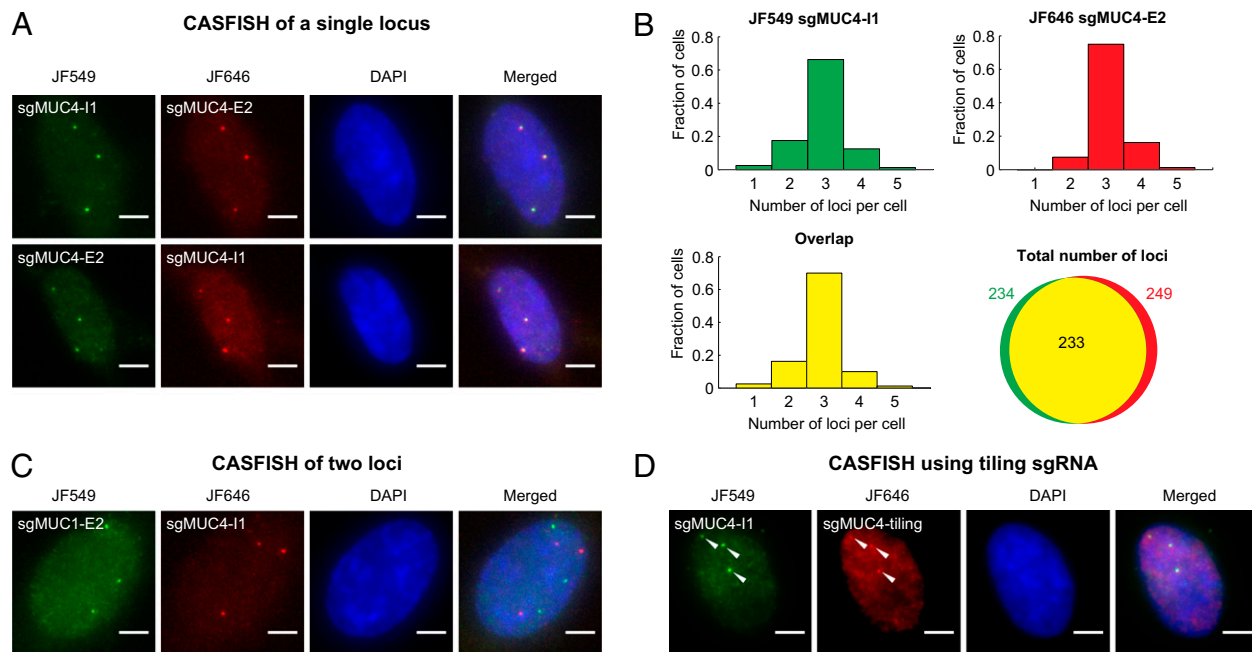 A
CASFISH of a single locus
JF549 JF646 DAPI Merged
sgMUC4-I1 sgMUC4-E2
sgMUC4-E2 sgMUC4-I1
B
JF549 sgMUC4-I1
Fraction of cells
0.8
0.6
0.4
0.2
0
1 2 3 4 5
Number of loci per cell
JF646 sgMUC4-E2
Fraction of cells
0.8
0.6
0.4
0.2
0
1 2 3 4 5
Number of loci per cell
Overlap
Fraction of cells
0.8
0.6
0.4
0.2
0
1 2 3 4 5
Number of loci per cell
Total number of loci
234 249
233
C
CASFISH of two loci
JF549 JF646 DAPI Merged
sgMUC1-E2 sgMUC4-I1
D
CASFISH using tiling sgRNA
JF549 JF646 DAPI Merged
sgMUC4-I1 sgMUC4-tiling